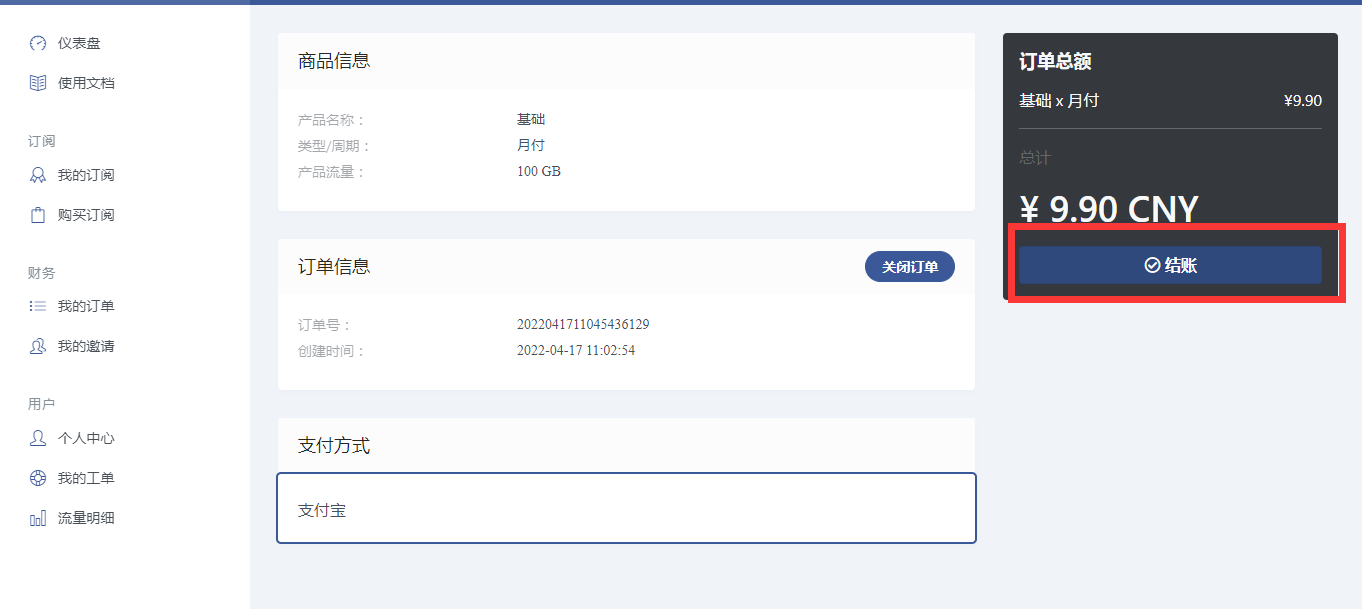 仪表盘
使用文档
订阅
我的订阅
购买订阅
财务
我的订单
我的邀请
用户
个人中心
我的工单
流量明细
商品信息
产品名称：
基础
类型/周期：
月付
产品流量：
100 GB
订单信息
关闭订单
订单号：
2022041711045436129
创建时间：
2022-04-17 11:02:54
支付方式
支付宝
订单总额
基础 x 月付
¥9.90
总计
¥ 9.90 CNY
结账